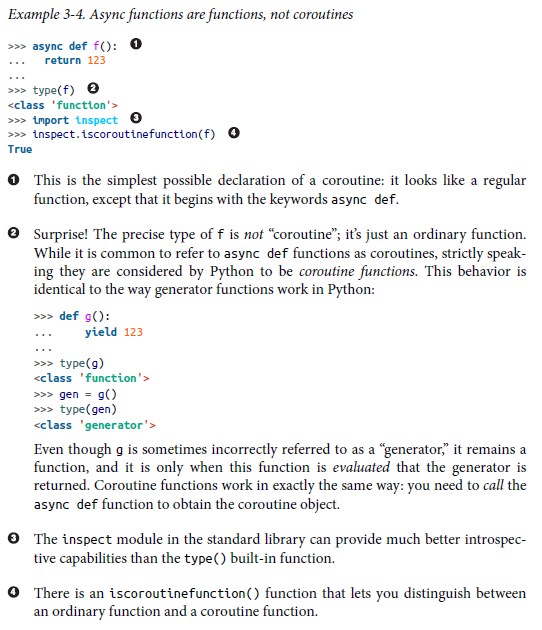 Example 3-4. Async functions are functions, not coroutines
>>> async def f(): ❶
...   return 123
...
>>> type(f) ❷
<class 'function'>
>>> import inspect ❸
>>> inspect.iscoroutinefunction(f) ❹
True
❶ This is the simplest possible declaration of a coroutine: it looks like a regular
function, except that it begins with the keywords async def.
❷ Surprise! The precise type of f is not “coroutine”; it’s just an ordinary function.
While it is common to refer to async def functions as coroutines, strictly speak-
ing they are considered by Python to be coroutine functions. This behavior is
identical to the way generator functions work in Python:
>>> def g():
...     yield 123
...
>>> type(g)
<class 'function'>
>>> gen = g()
>>> type(gen)
<class 'generator'>
Even though g is sometimes incorrectly referred to as a “generator,” it remains a
function, and it is only when this function is evaluated that the generator is
returned. Coroutine functions work in exactly the same way: you need to call the
async def function to obtain the coroutine object.
❸ The inspect module in the standard library can provide much better introspec-
tive capabilities than the type() built-in function.
❹ There is an iscoroutinefunction() function that lets you distinguish between
an ordinary function and a coroutine function.